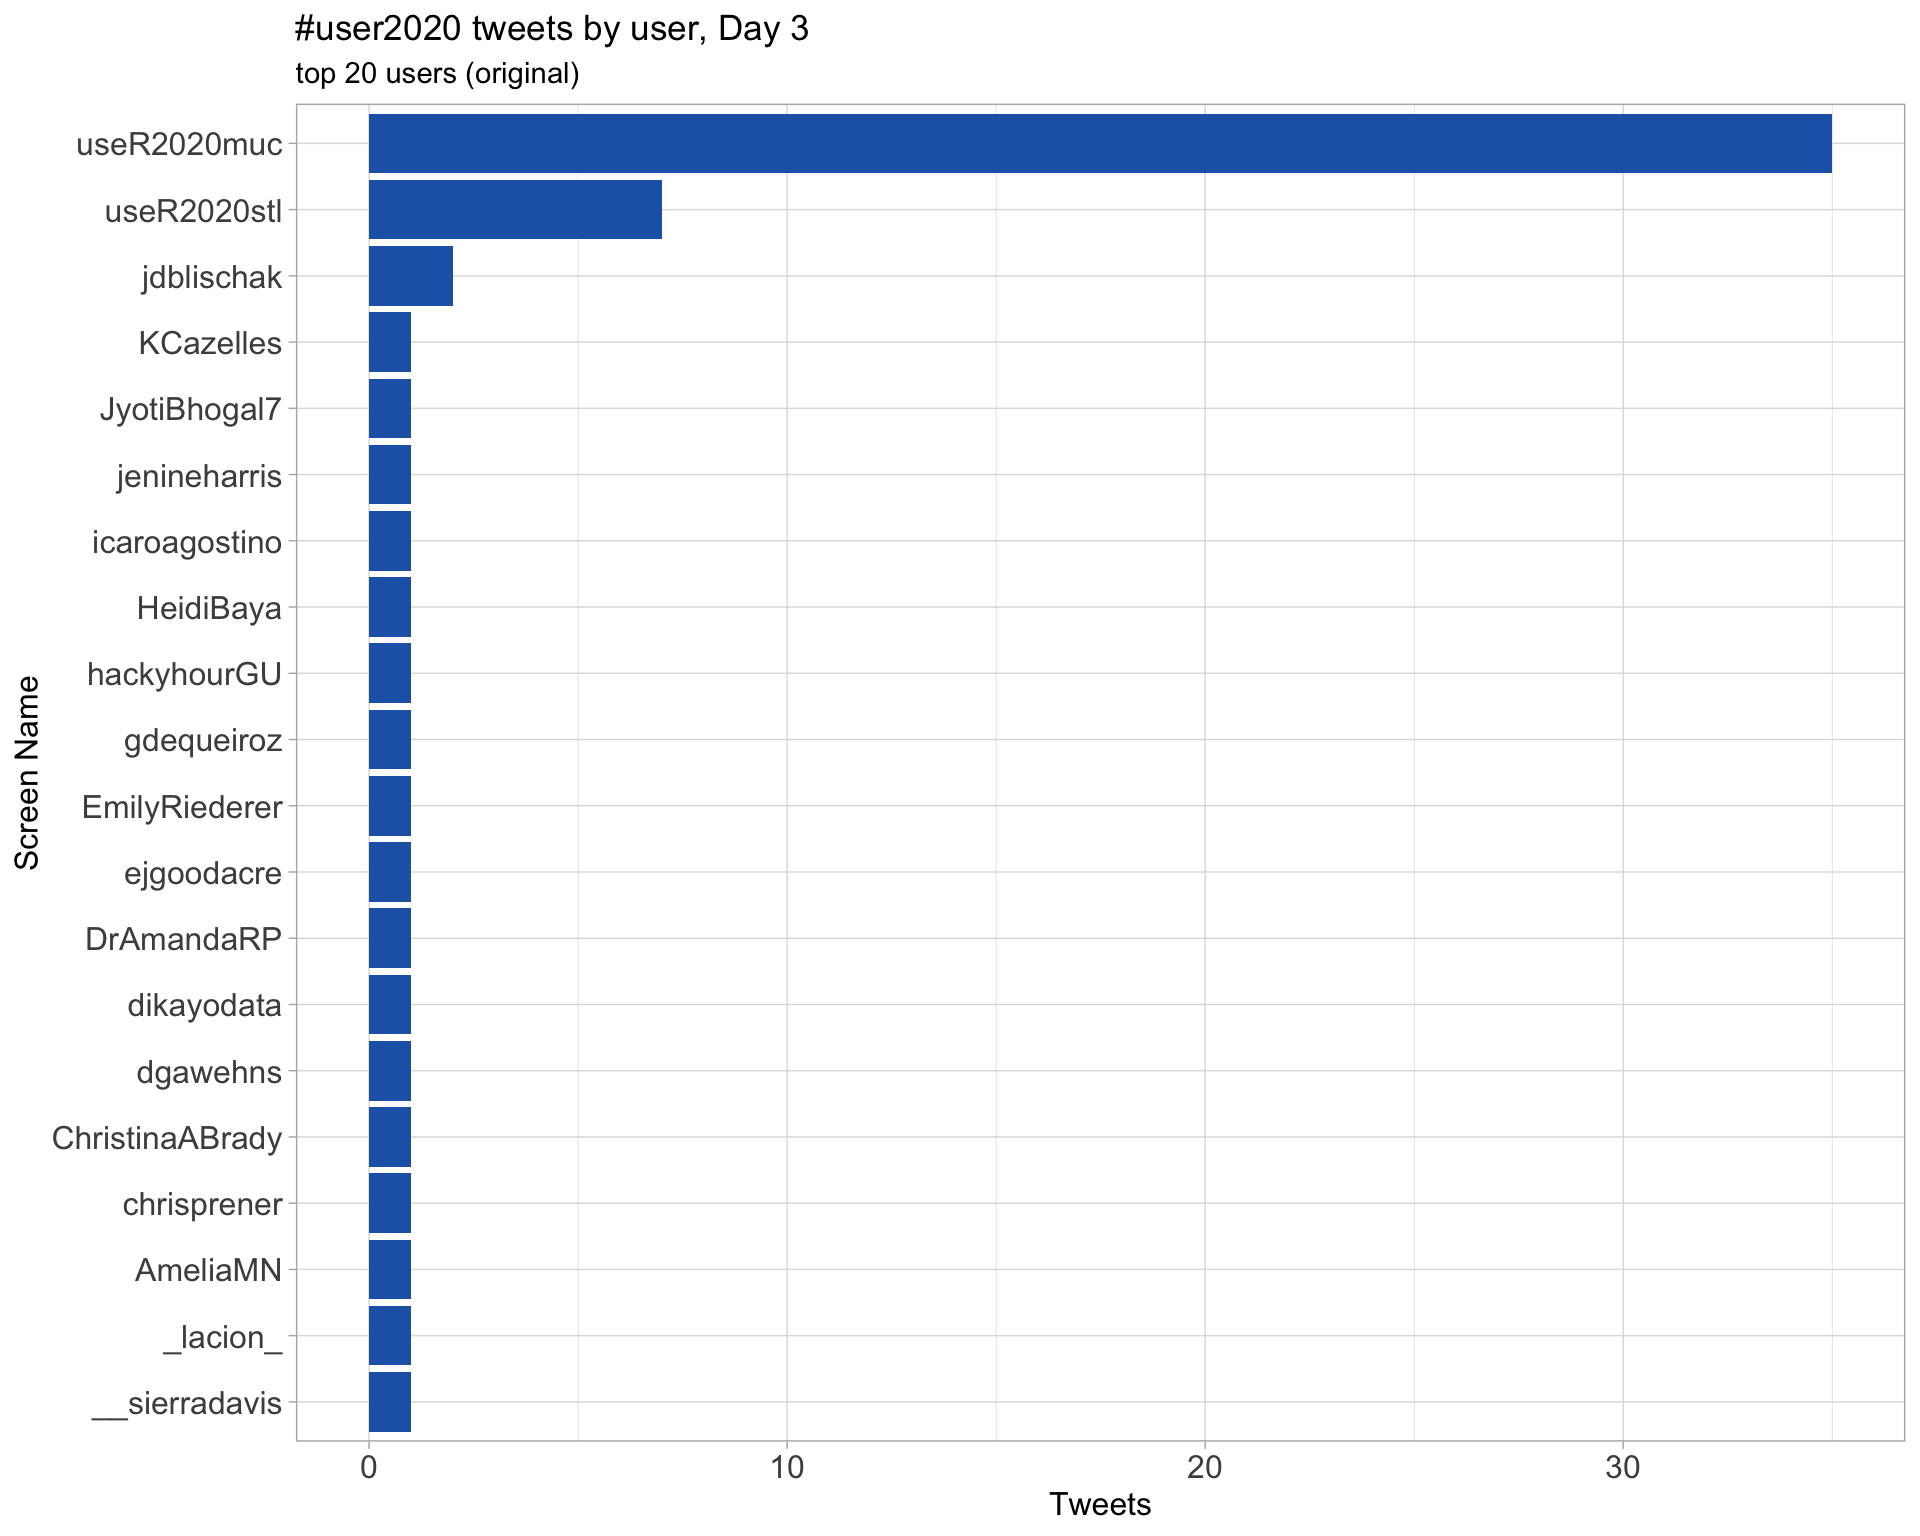 #user2020 tweets by user, Day 3
top 20 users (original)
useR2020muc
useR2020stl
jdblischak
KCazelles
JyotiBhogal7
jenineharris
icaroagostino
HeidiBaya
hackyhourGU
gdequeiroz
EmilyRiederer
ejgoodacre
DrAmandaRP
dikayodata
dgawehns
ChristinaABrady
chrisprener
AmeliaMN
_lacion_
__sierradavis
Screen Name
0 10 20 30
Tweets